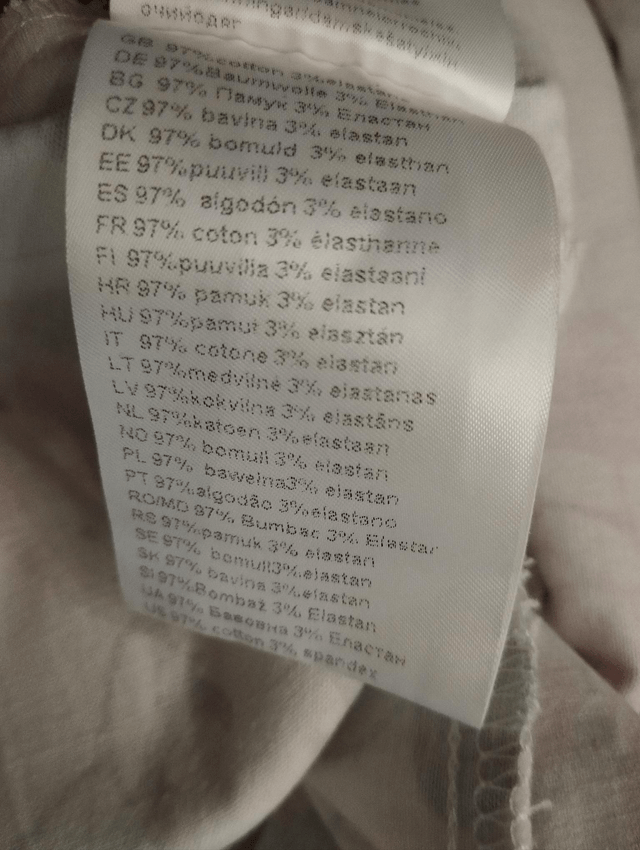 очийодяг
GB 97%cotton 3%elastan
DE 97%Baumwolle 3% Elasthan
BG 97% Памук 3% Еластан
CZ 97% bavlna 3% elastan
DK 97% bomuld 3% elasthan
EE 97%puuvill 3% elastaan
ES 97% algodón 3% elastano
FR 97% coton 3% élasthanne
FI 97%puuvilla 3% elastaani
HR 97% pamuk 3% elastan
HU 97%pamut 3% elasztán
IT 97% cotone 3% elastan
LT 97%medvilnė 3% elastanas
LV 97%kokvilna 3% elastāns
NL 97%katoen 3%elastaan
NO 97% bomull 3% elastan
PL 97% bawełna3% elastan
PT 97%algodão 3%elastano
RO/MD 97% Bumbac 3% Elastan
RS 97%pamuk 3% elastan
SE 97% bomull3%elastan
SK 97% bavlna 3%elastan
SI 97%Bombaž 3% Elastan
UA 97% Бавовна 3% Еластан
US 97% cotton 3% spandex